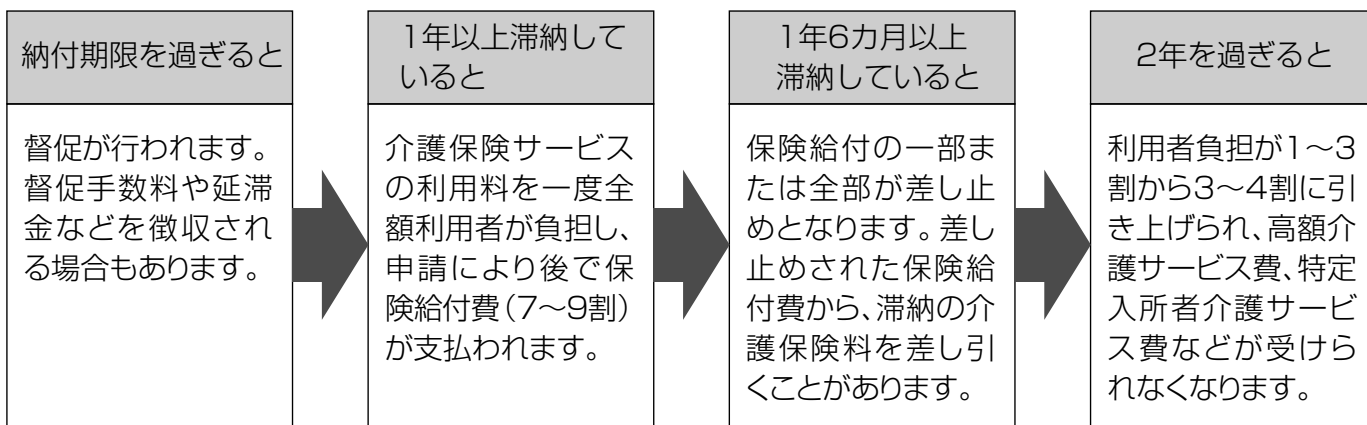 納付期限を過ぎると
督促が行われます。
督促手数料や延滞
金などを徴収され
る場合もあります。
1年以上滞納して
いると
介護保険サービス
の利用料を一度全
額利用者が負担し、
申請により後で保
険給付費（7～9割）
が支払われます。
1年6カ月以上
滞納していると
保険給付の一部ま
たは全部が差し止
めとなります。差し
止めされた保険給
付費から、滞納の介
護保険料を差し引
くことがあります。
2年を過ぎると
利用者負担が1～3
割から3～4割に引
き上げられ、高額介
護サービス費、特定
入所者介護サービ
ス費などが受けら
れなくなります。